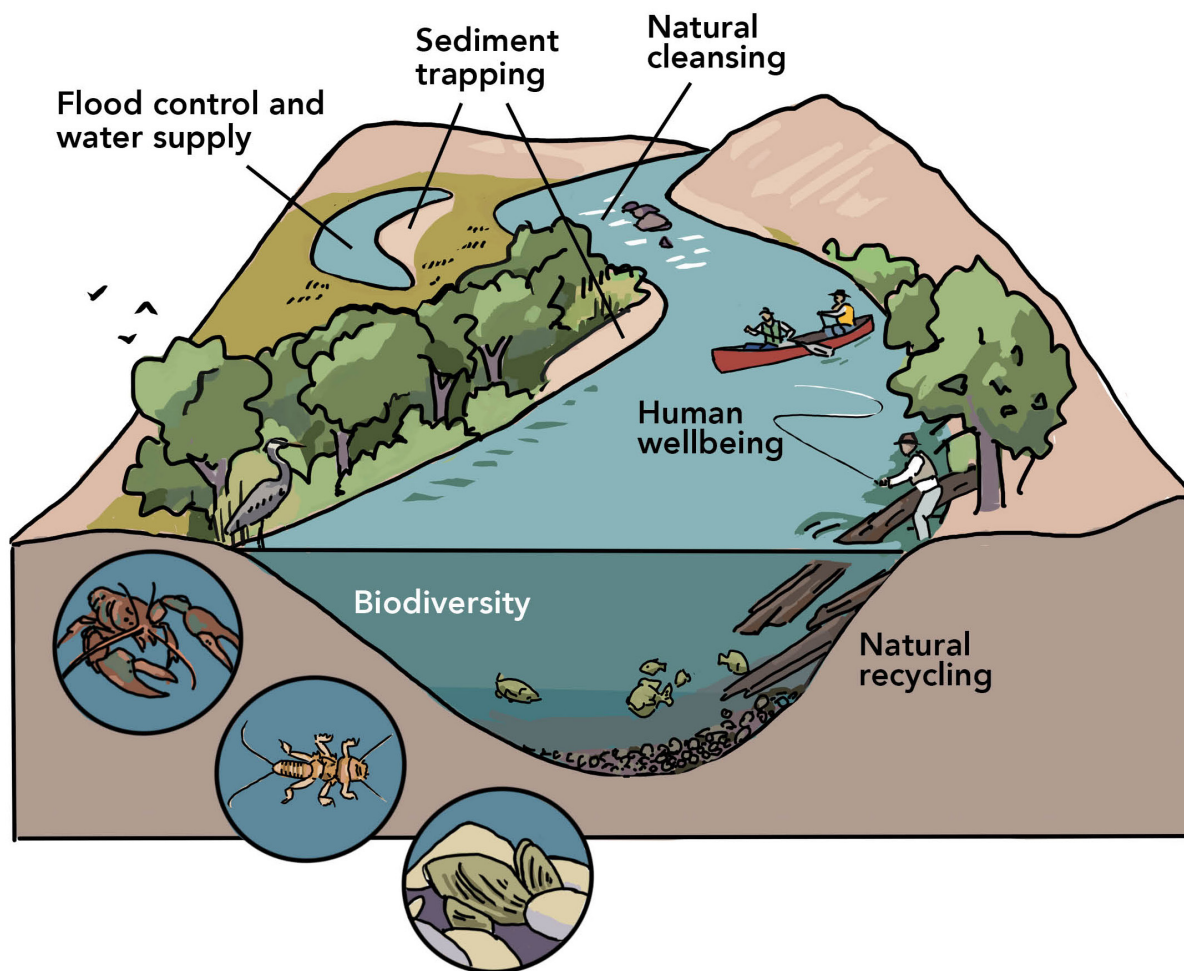 Natural
cleansing
Sediment
trapping
Flood control and
water supply
Human
wellbeing
Biodiversity
Natural
recycling